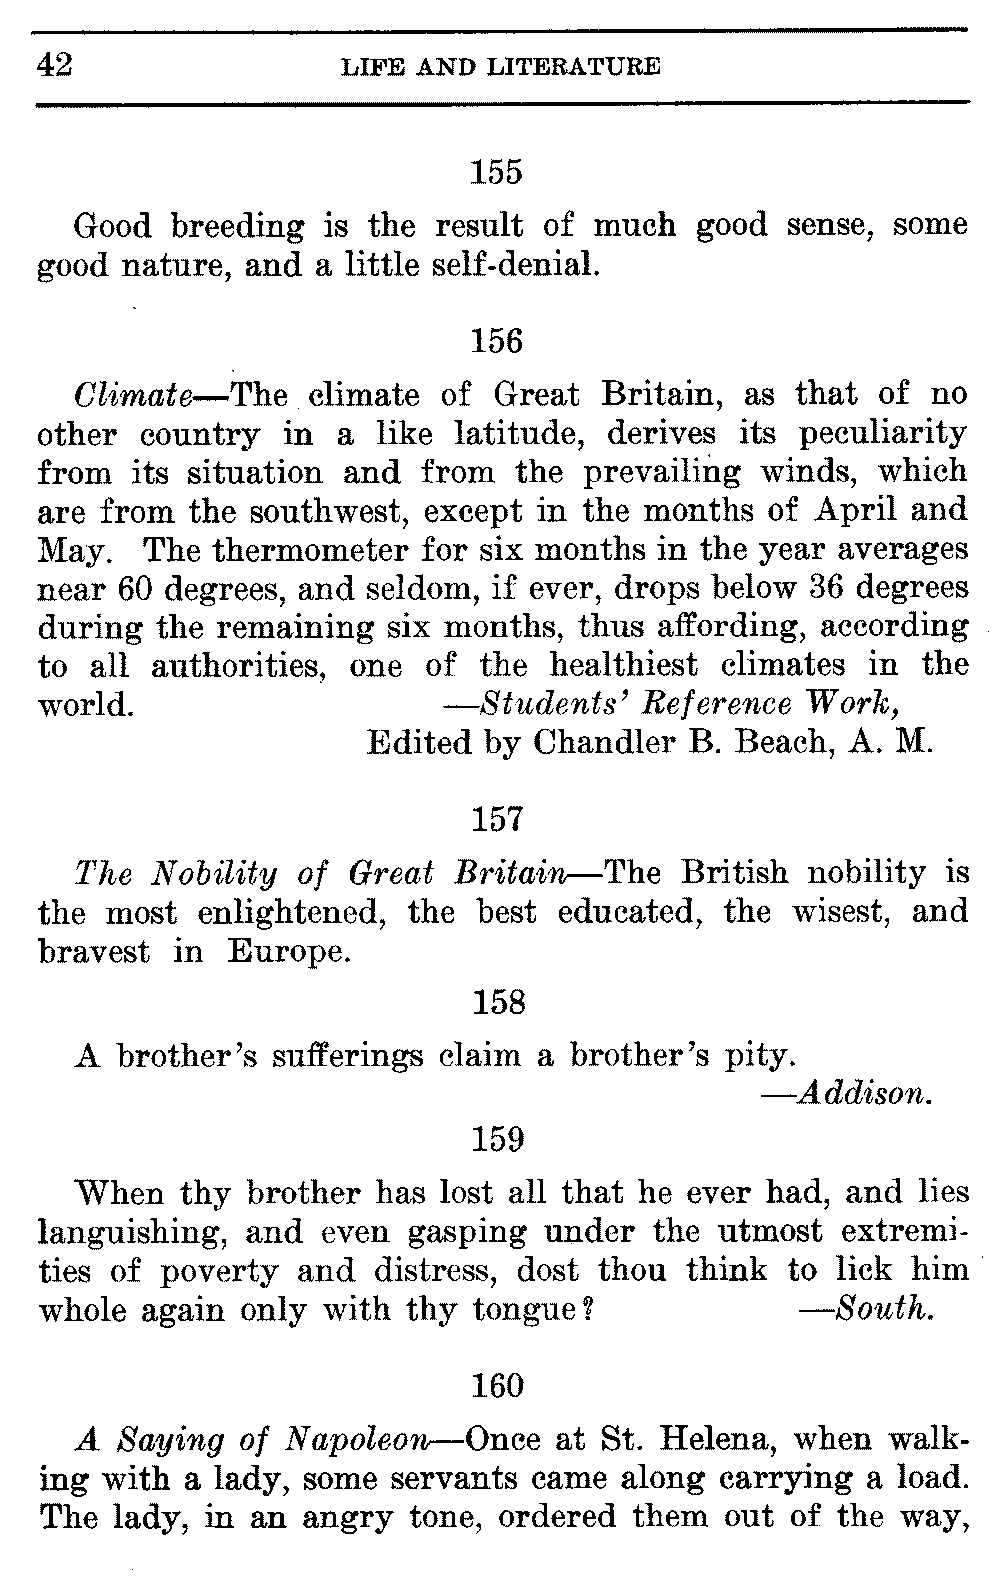 42 LIFE AND LITERATURE
155
Good breeding is the result of much good sense, some
good nature, and a little self-denial.
156
Climate—The climate of Great Britain, as that of no
other country in a like latitude, derives its peculiarity
from its situation and from the prevailing winds, which
are from the southwest, except in the months of April and
May. The thermometer for six months in the year averages
near 60 degrees, and seldom, if ever, drops below 36 degrees
during the remaining six months, thus affording, according
to all authorities, one of the healthiest climates in the
world. —Students' Reference Work,
Edited by Chandler B. Beach, A. M.
157
The Nobility of Great Britain—The British nobility is
the most enlightened, the best educated, the wisest, and
bravest in Europe.
158
A brother's sufferings claim a brother's pity.
—Addison.
159
When thy brother has lost all that he ever had, and lies
languishing, and even gasping under the utmost extremi-
ties of poverty and distress, dost thou think to lick him
whole again only with thy tongue? —South.
160
A Saying of Napoleon—Once at St. Helena, when walk-
ing with a lady, some servants came along carrying a load.
The lady, in an angry tone, ordered them out of the way,